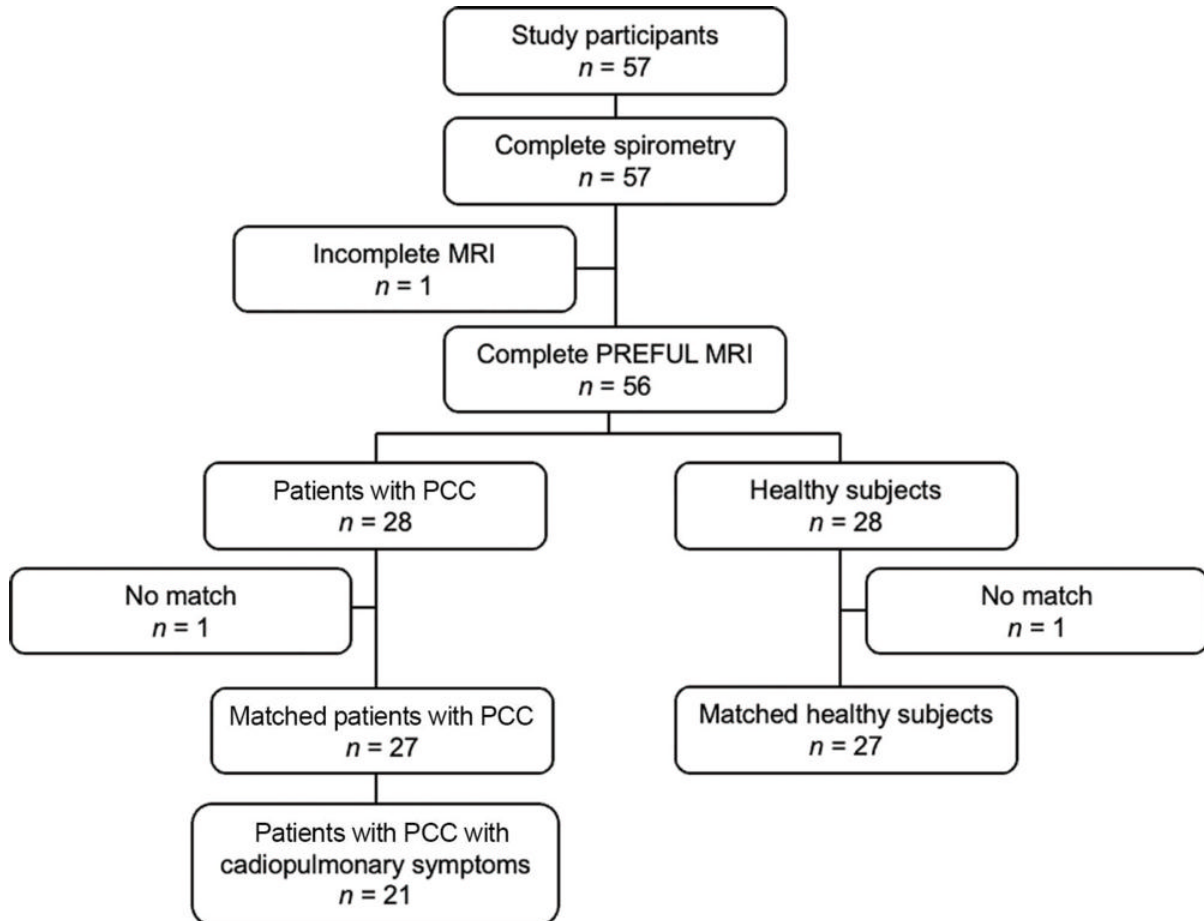 Study participants
n = 57
Complete spirometry
n = 57
Incomplete MRI
n = 1
Complete PREFUL MRI
n = 56
Patients with PCC
n = 28
Healthy subjects
n = 28
No match
n = 1
No match
n = 1
Matched patients with PCC
n = 27
Matched healthy subjects
n = 27
Patients with PCC with
cadiopulmonary symptoms
n = 21